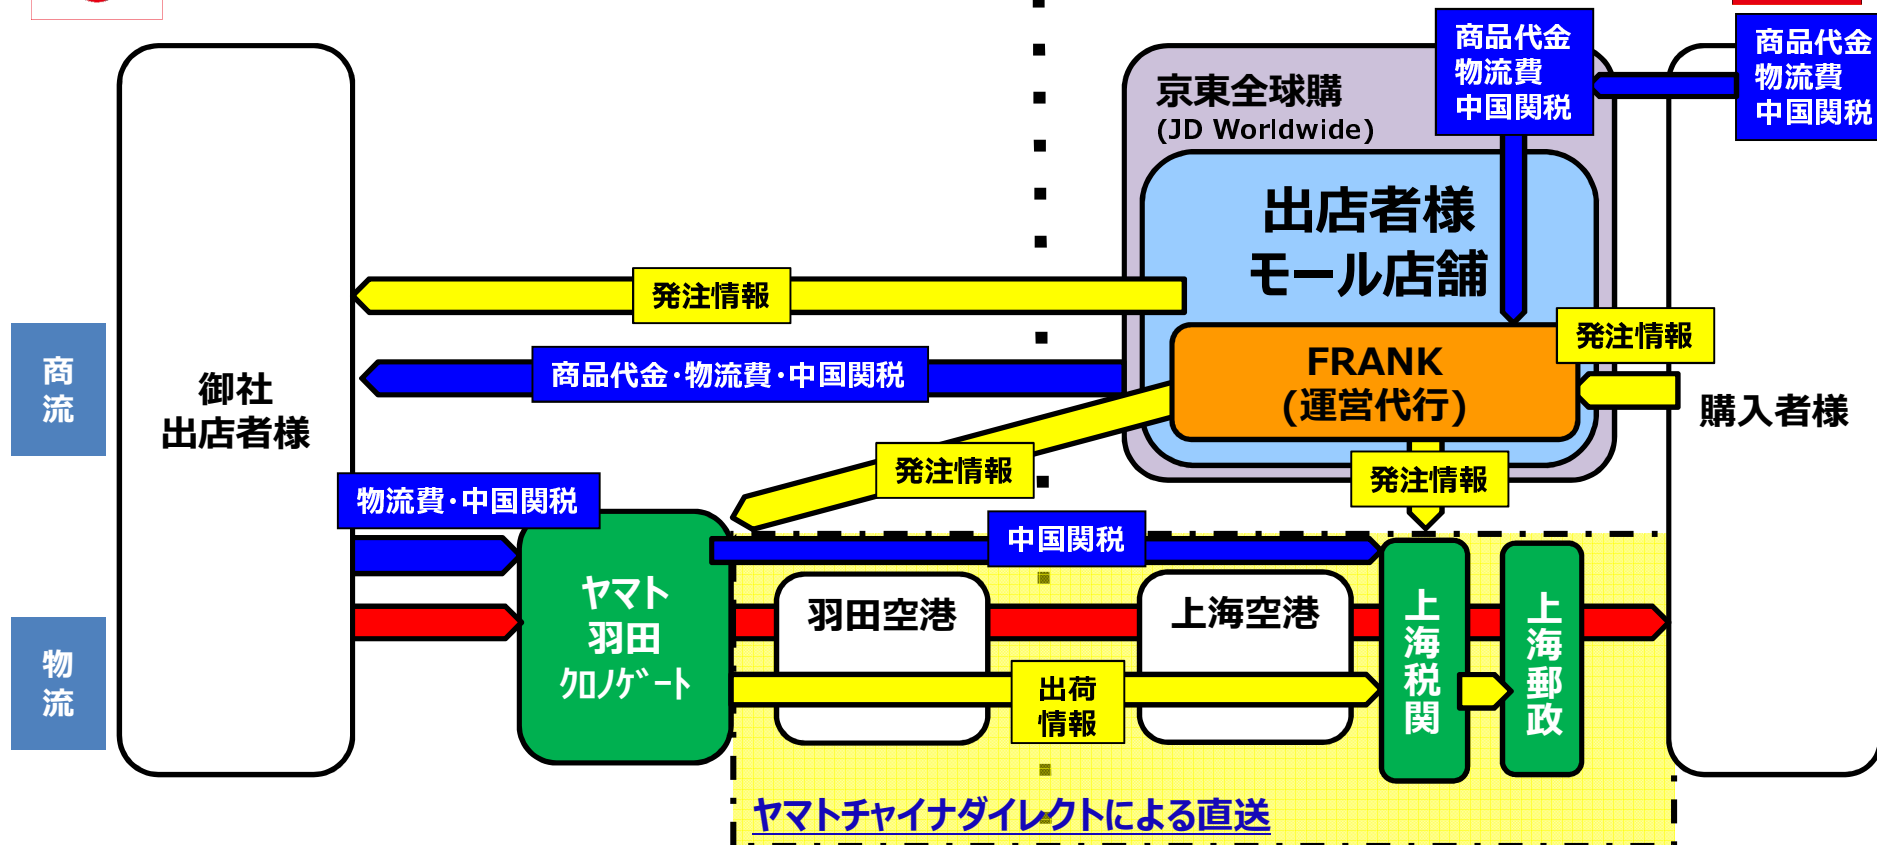 商品代金
物流費
中国関税
商品代金
物流費
中国関税
京東全球購
(JD Worldwide)
出店者様
モール店舗
発注情報
発注情報
商品代金・物流費・中国関税
FRANK
(運営代行)
商
流
御社
出店者様
購入者様
発注情報
発注情報
物流費・中国関税
中国関税
ヤマト
羽田
ｸﾛﾉｹﾞｰﾄ
羽田空港
上海空港
上
海
税
関
上
海
郵
政
物
流
出荷
情報
ヤマトチャイナダイレクトによる直送